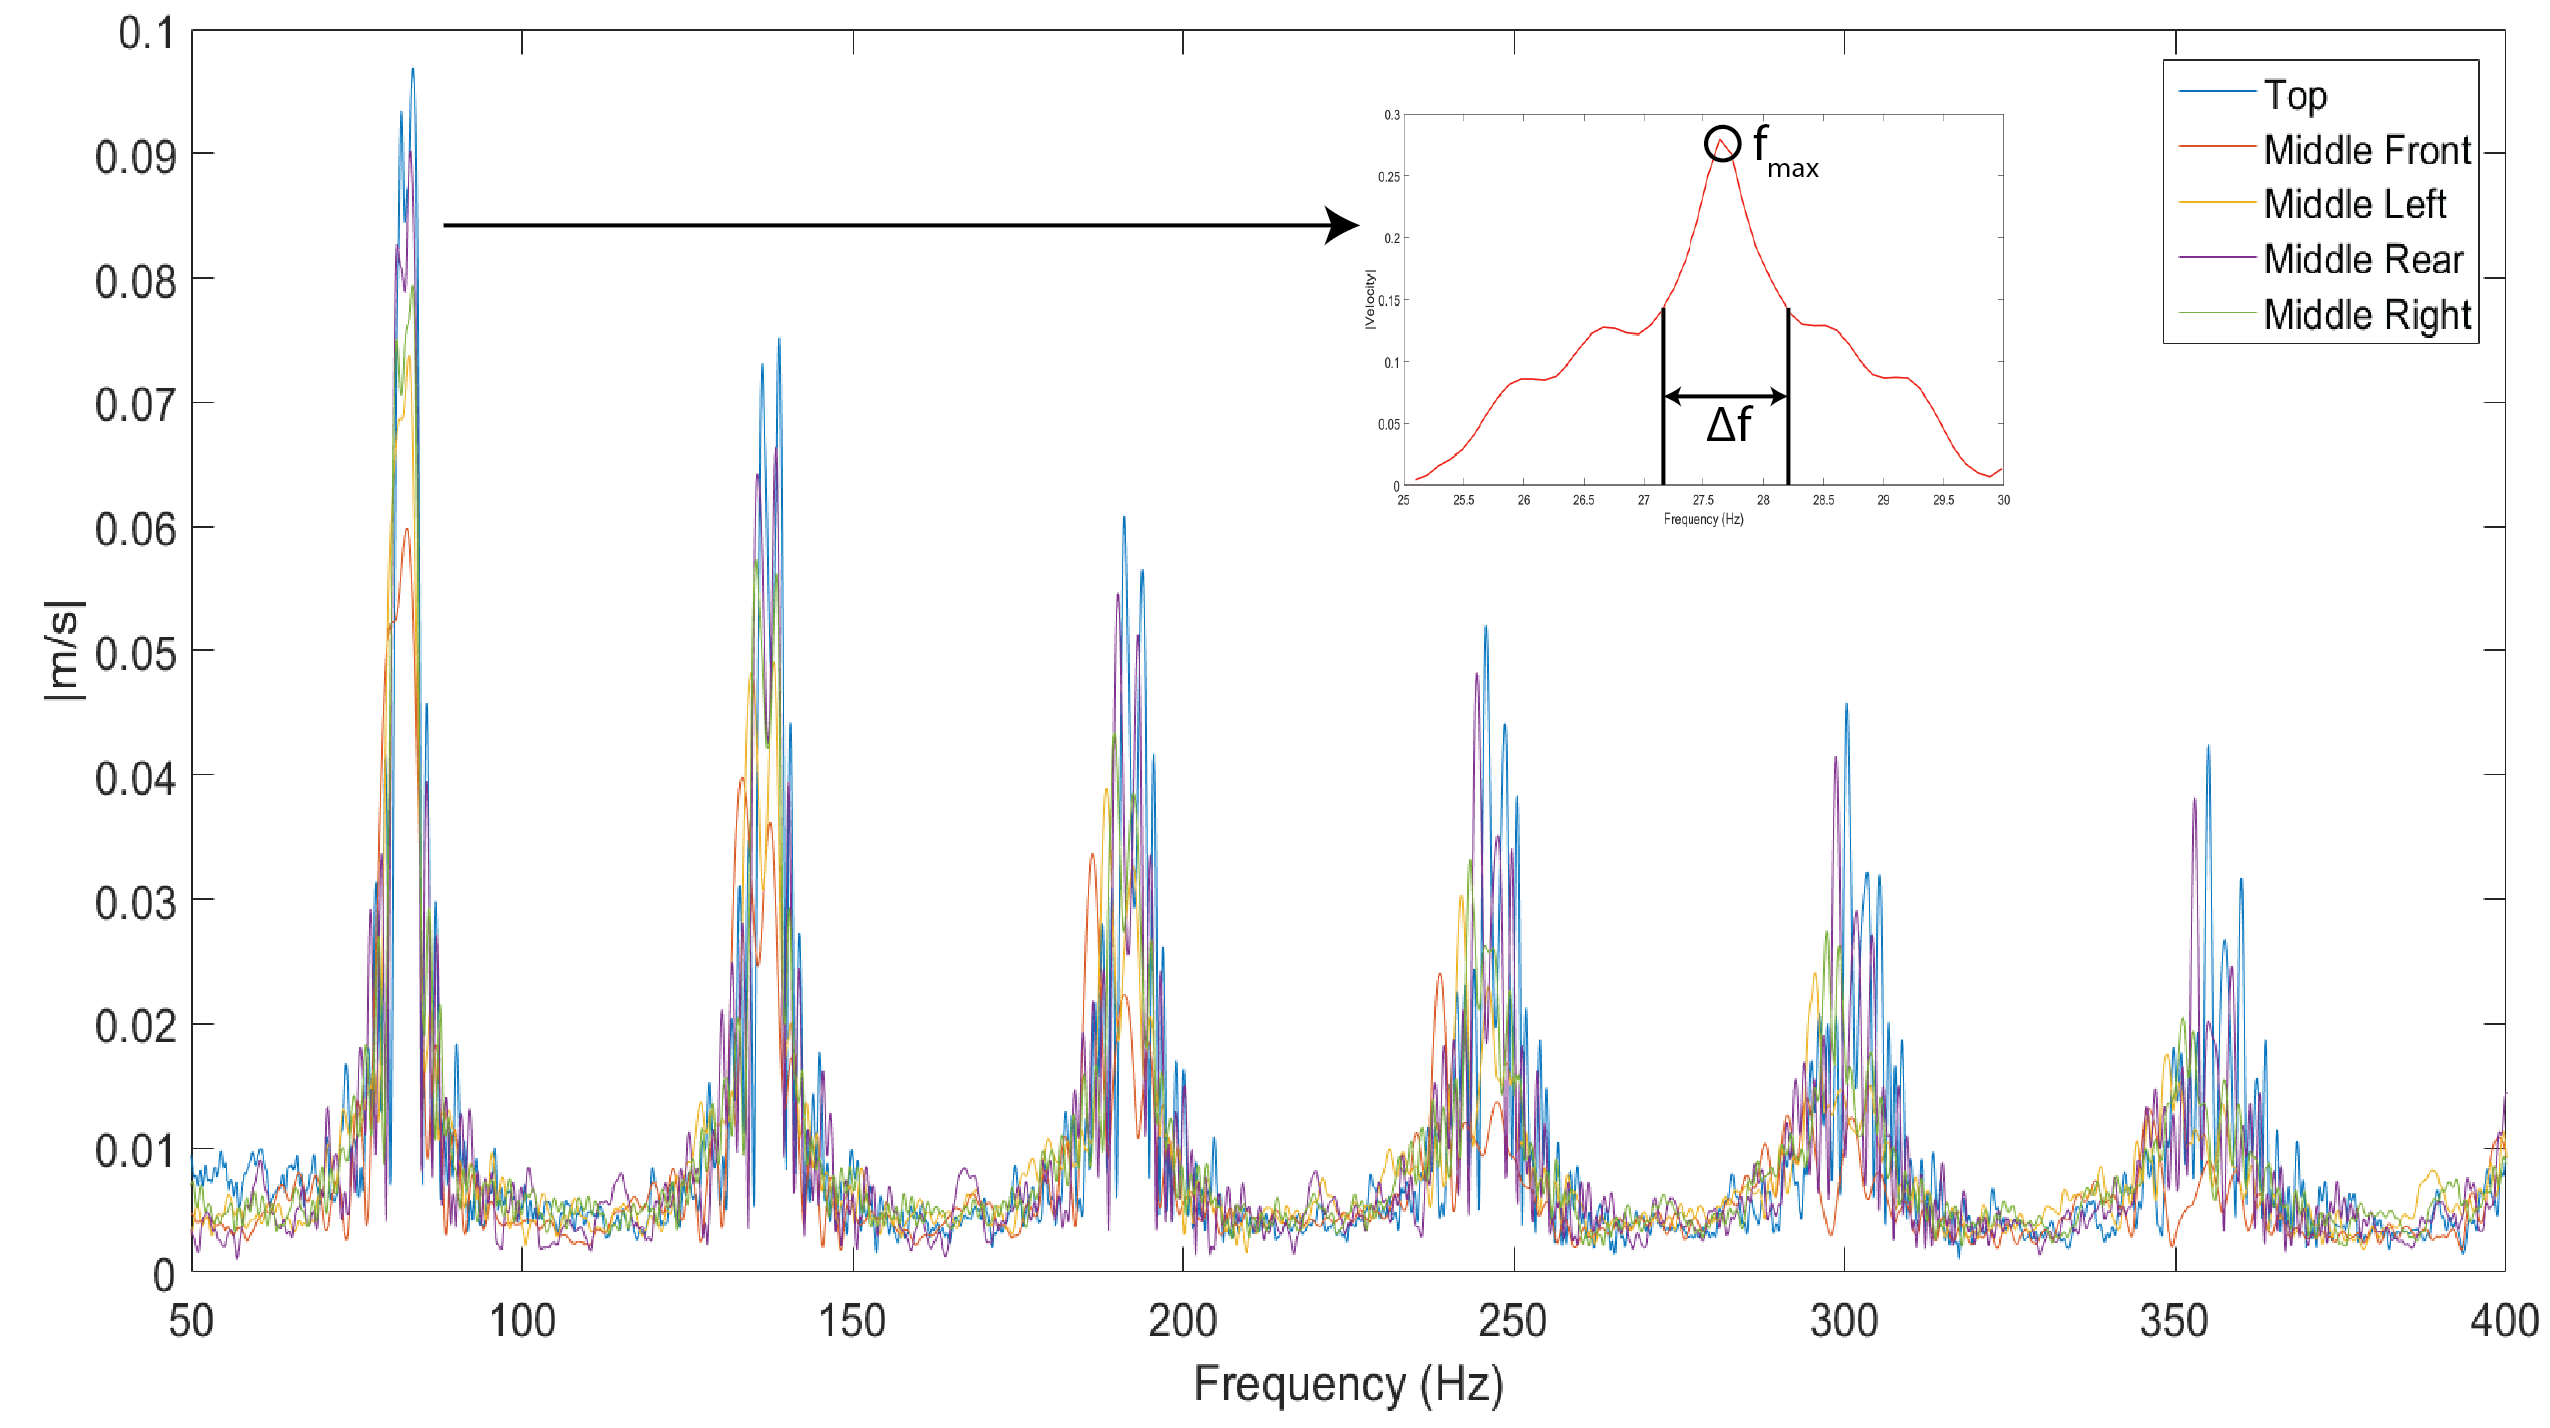 0.1
0.09
0.08
0.07
0.06
0.05
0.04
0.03
0.02
0.01
0
|m/s|
50 100 150 200 250 300 350 400
Frequency (Hz)
Top
Middle Front
Middle Left
Middle Rear
Middle Right
0.3
0.25
0.2
0.15
0.1
0.05
0
|Velocity|
25 25.5 26 26.5 27 27.5 28 28.5 29 29.5 30
Frequency (Hz)
fmax
Δf